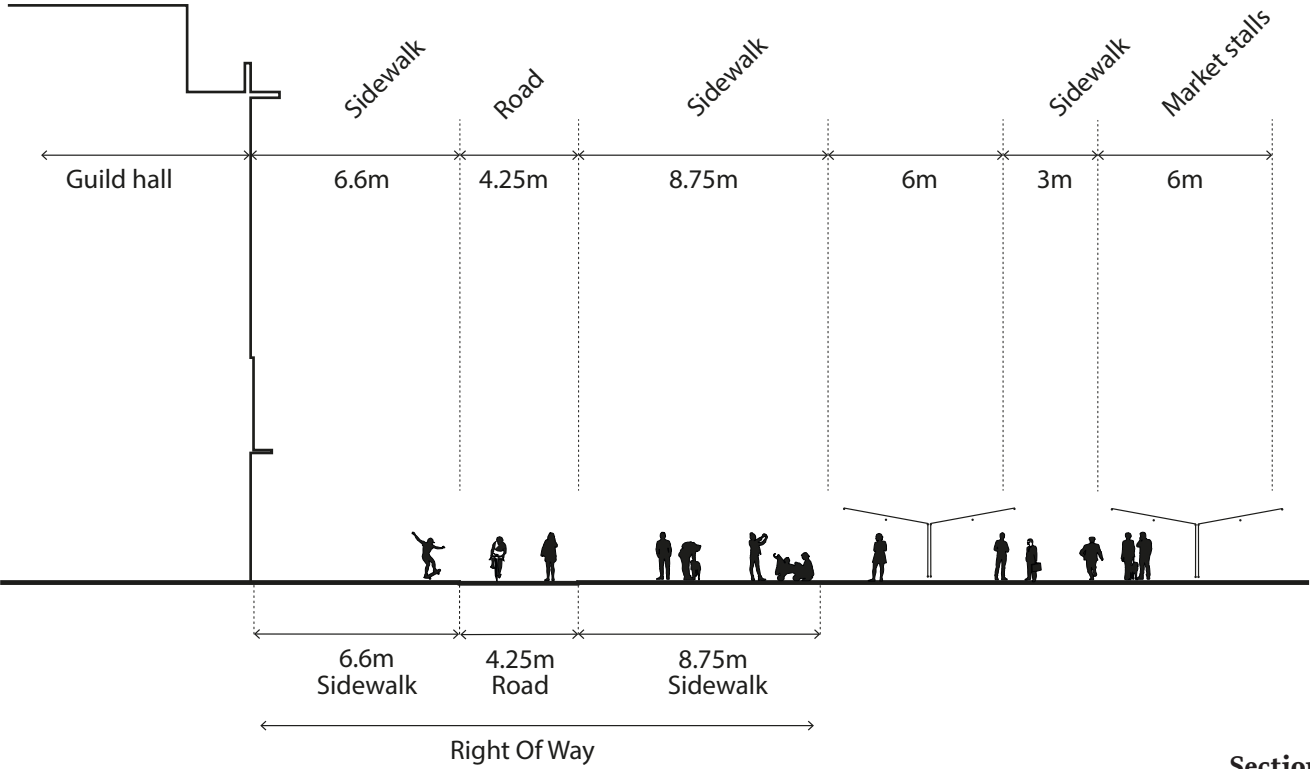 Sidewalk
Road
Sidewalk
Sidewalk
Market stalls
Guild hall
6.6m
4.25m
8.75m
6m
3m
6m
6.6m
Sidewalk
4.25m
Road
8.75m
Sidewalk
Right Of Way
Section